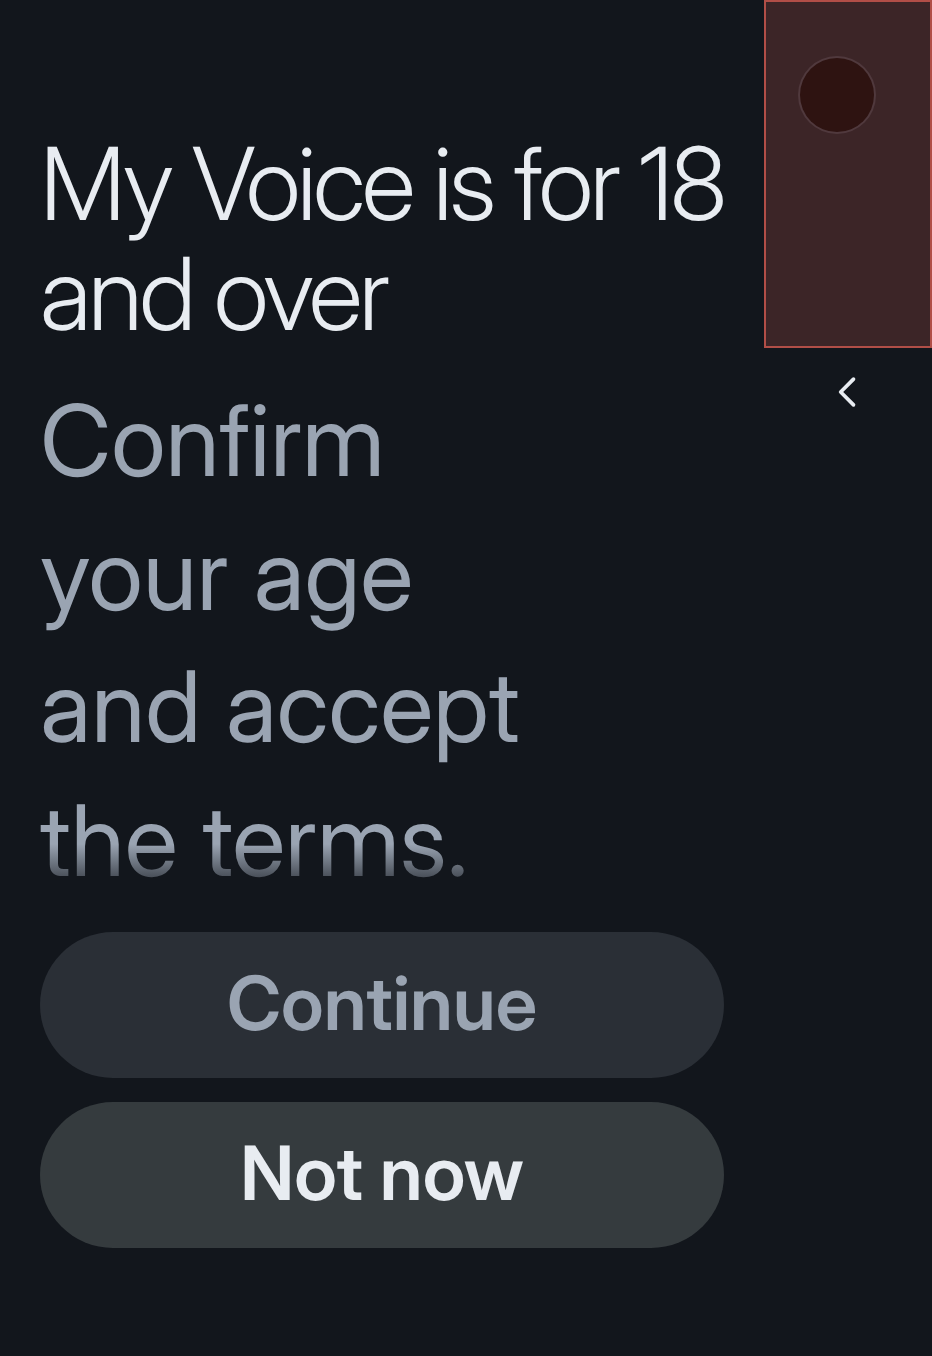 My Voice is for 18
and over
Confirm
your age
and accept
the terms.
Continue
Not now